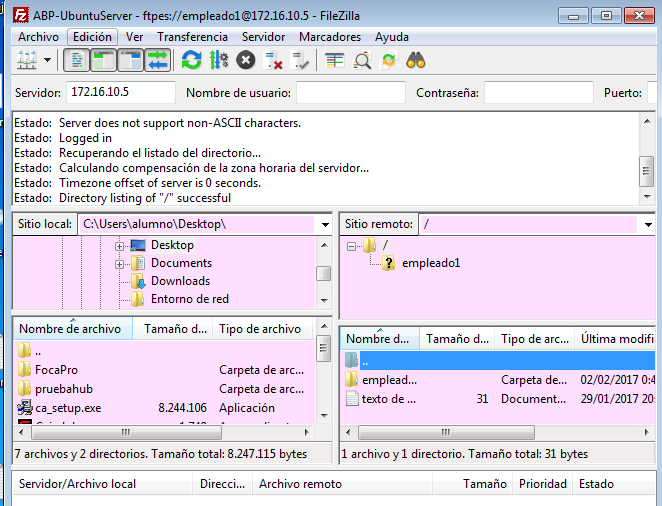 ABP-UbuntuServer - ftpes://empleado1@172.16.10.5 - FileZilla
Archivo Edición Ver Transferencia Servidor Marcadores Ayuda
Servidor: 172.16.10.5 Nombre de usuario: Contraseña: Puerto:
Estado: Server does not support non-ASCII characters.
Estado: Logged in
Estado: Recuperando el listado del directorio...
Estado: Calculando compensación de la zona horaria del servidor...
Estado: Timezone offset of server is 0 seconds.
Estado: Directory listing of "/" successful
Sitio local: C:\Users\alumno\Desktop\
Desktop
Documents
Downloads
Entorno de red
Sitio remoto: /
/
empleado1
Nombre de archivo Tamaño d... Tipo de archivo
..
FocaPro Carpeta de arc...
pruebahub Carpeta de arc...
ca_setup.exe 8.244.106 Aplicación
7 archivos y 2 directorios. Tamaño total: 8.247.115 bytes
Nombre d... Tamaño d... Tipo de arc... Última modifi
..
emplead... Carpeta de... 02/02/2017 0:4
texto de ... 31 Document... 29/01/2017 20:
1 archivo y 1 directorio. Tamaño total: 31 bytes
Servidor/Archivo local Direcci... Archivo remoto Tamaño Prioridad Estado